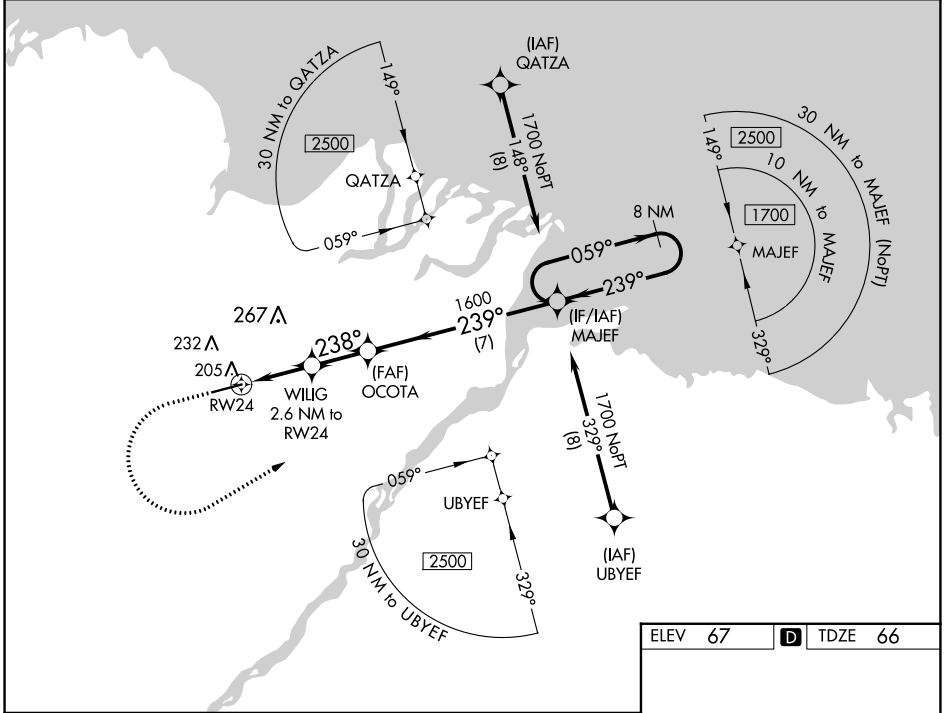 30 NM to QATZA
149°
2500
QATZA
059°
(IAF)
QATZA
1700 NoPT
148°
(8)
30 NM to MAJEF (NoPT)
2500
149°
10 NM to MAJEF
1700
MAJEF
329°
8 NM
059°
239°
(IF/IAF)
MAJEF
1600
239°
(7)
267
232
205
238°
(FAF)
OCOTA
RW24
WILIG
2.6 NM to
RW24
1700 NoPT
329°
(8)
(IAF)
UBYEF
059°
UBYEF
2500
329°
30 NM to UBYEF
ELEV 67 D TDZE 66